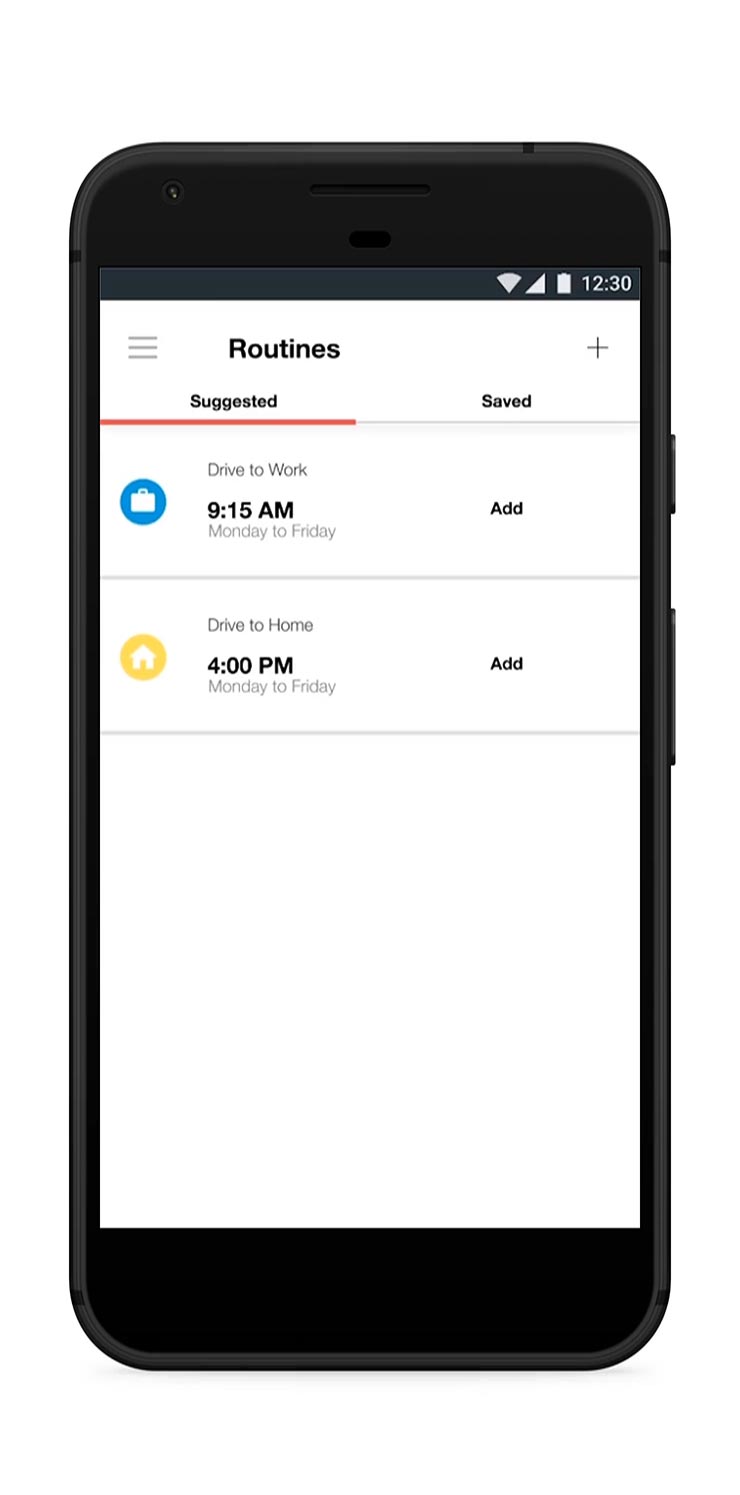 12:30
Routines
Suggested Saved
Drive to Work
9:15 AM Add
Monday to Friday
Drive to Home
4:00 PM Add
Monday to Friday